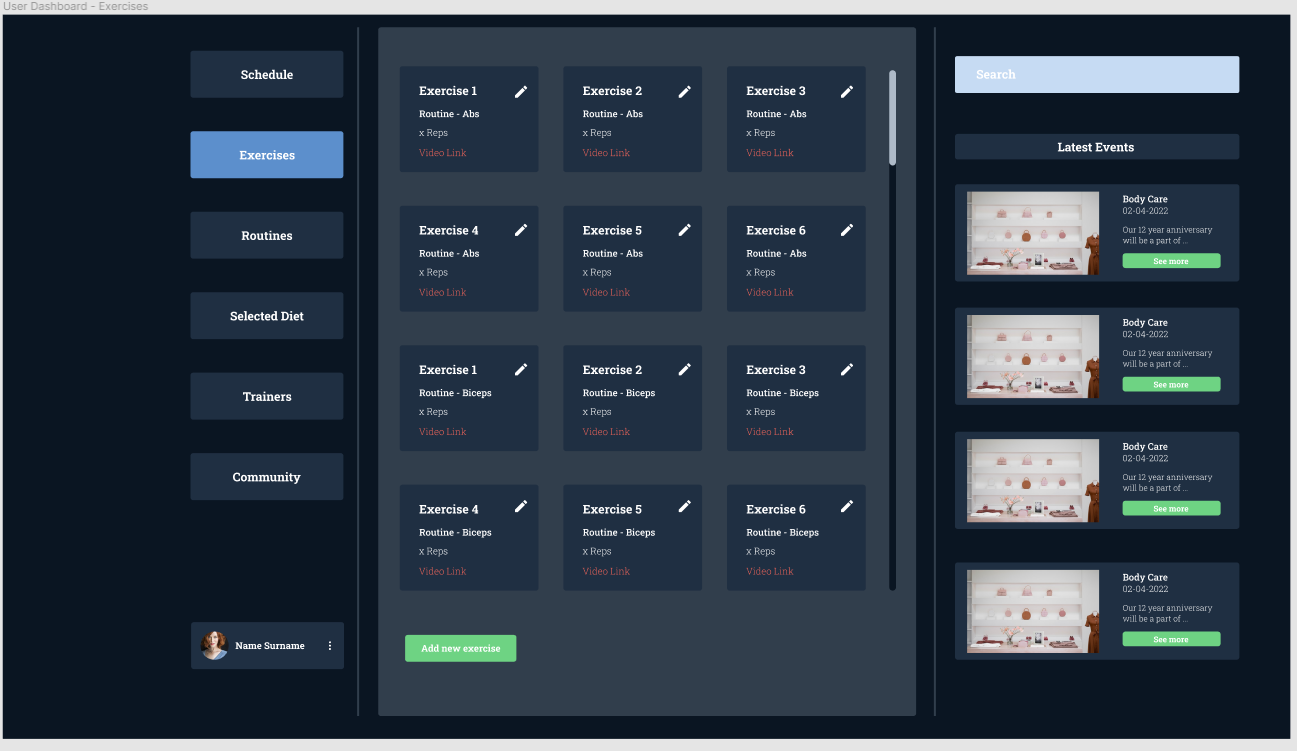 User Dashboard - Exercises
Schedule
Exercises
Routines
Selected Diet
Trainers
Community
Name Surname
Exercise 1
Routine - Abs
x Reps
Video Link
Exercise 2
Routine - Abs
x Reps
Video Link
Exercise 3
Routine - Abs
x Reps
Video Link
Exercise 4
Routine - Abs
x Reps
Video Link
Exercise 5
Routine - Abs
x Reps
Video Link
Exercise 6
Routine - Abs
x Reps
Video Link
Exercise 1
Routine - Biceps
x Reps
Video Link
Exercise 2
Routine - Biceps
x Reps
Video Link
Exercise 3
Routine - Biceps
x Reps
Video Link
Exercise 4
Routine - Biceps
x Reps
Video Link
Exercise 5
Routine - Biceps
x Reps
Video Link
Exercise 6
Routine - Biceps
x Reps
Video Link
Add new exercise
Search
Latest Events
Body Care
02-04-2022
Our 12 year anniversary
will be a part of ...
See more
Body Care
02-04-2022
Our 12 year anniversary
will be a part of ...
See more
Body Care
02-04-2022
Our 12 year anniversary
will be a part of ...
See more
Body Care
02-04-2022
Our 12 year anniversary
will be a part of ...
See more